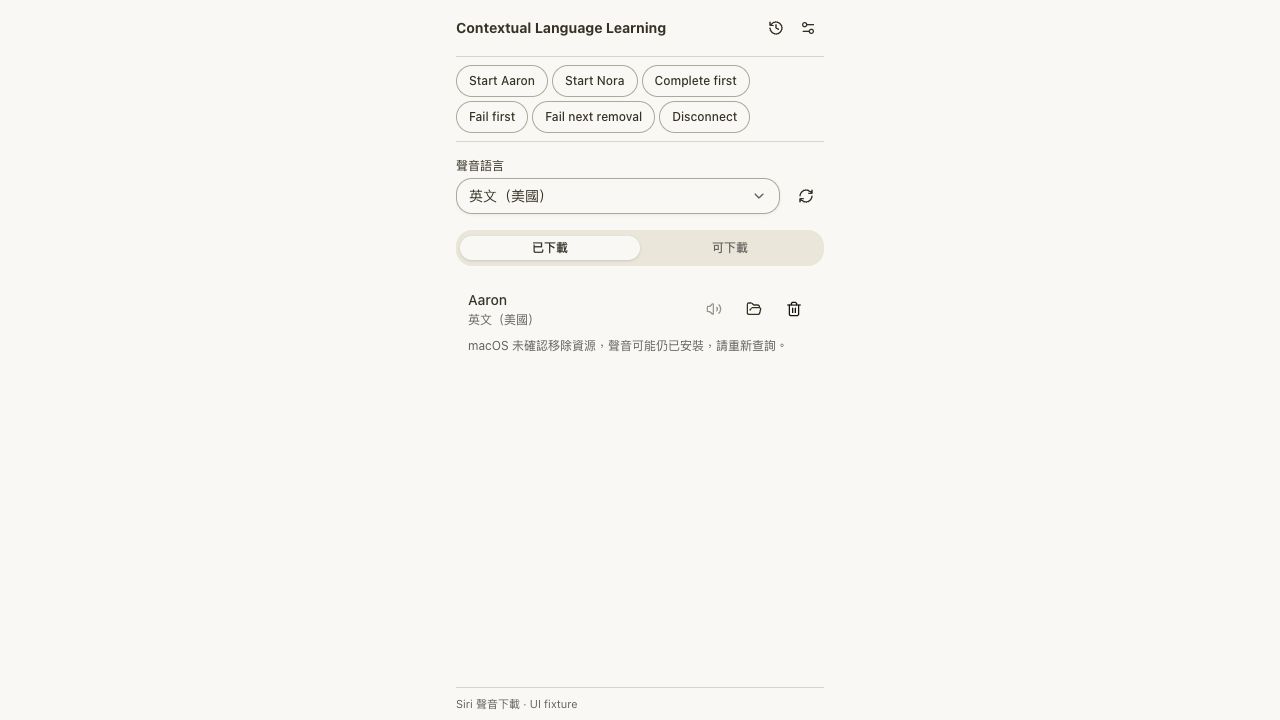 Contextual Language Learning
Start Aaron
Start Nora
Complete first
Fail first
Fail next removal
Disconnect
聲音語言
英文（美國）
已下載
可下載
Aaron
英文（美國）
macOS 未確認移除資源，聲音可能仍已安裝，請重新查詢。
Siri 聲音下載 · UI fixture